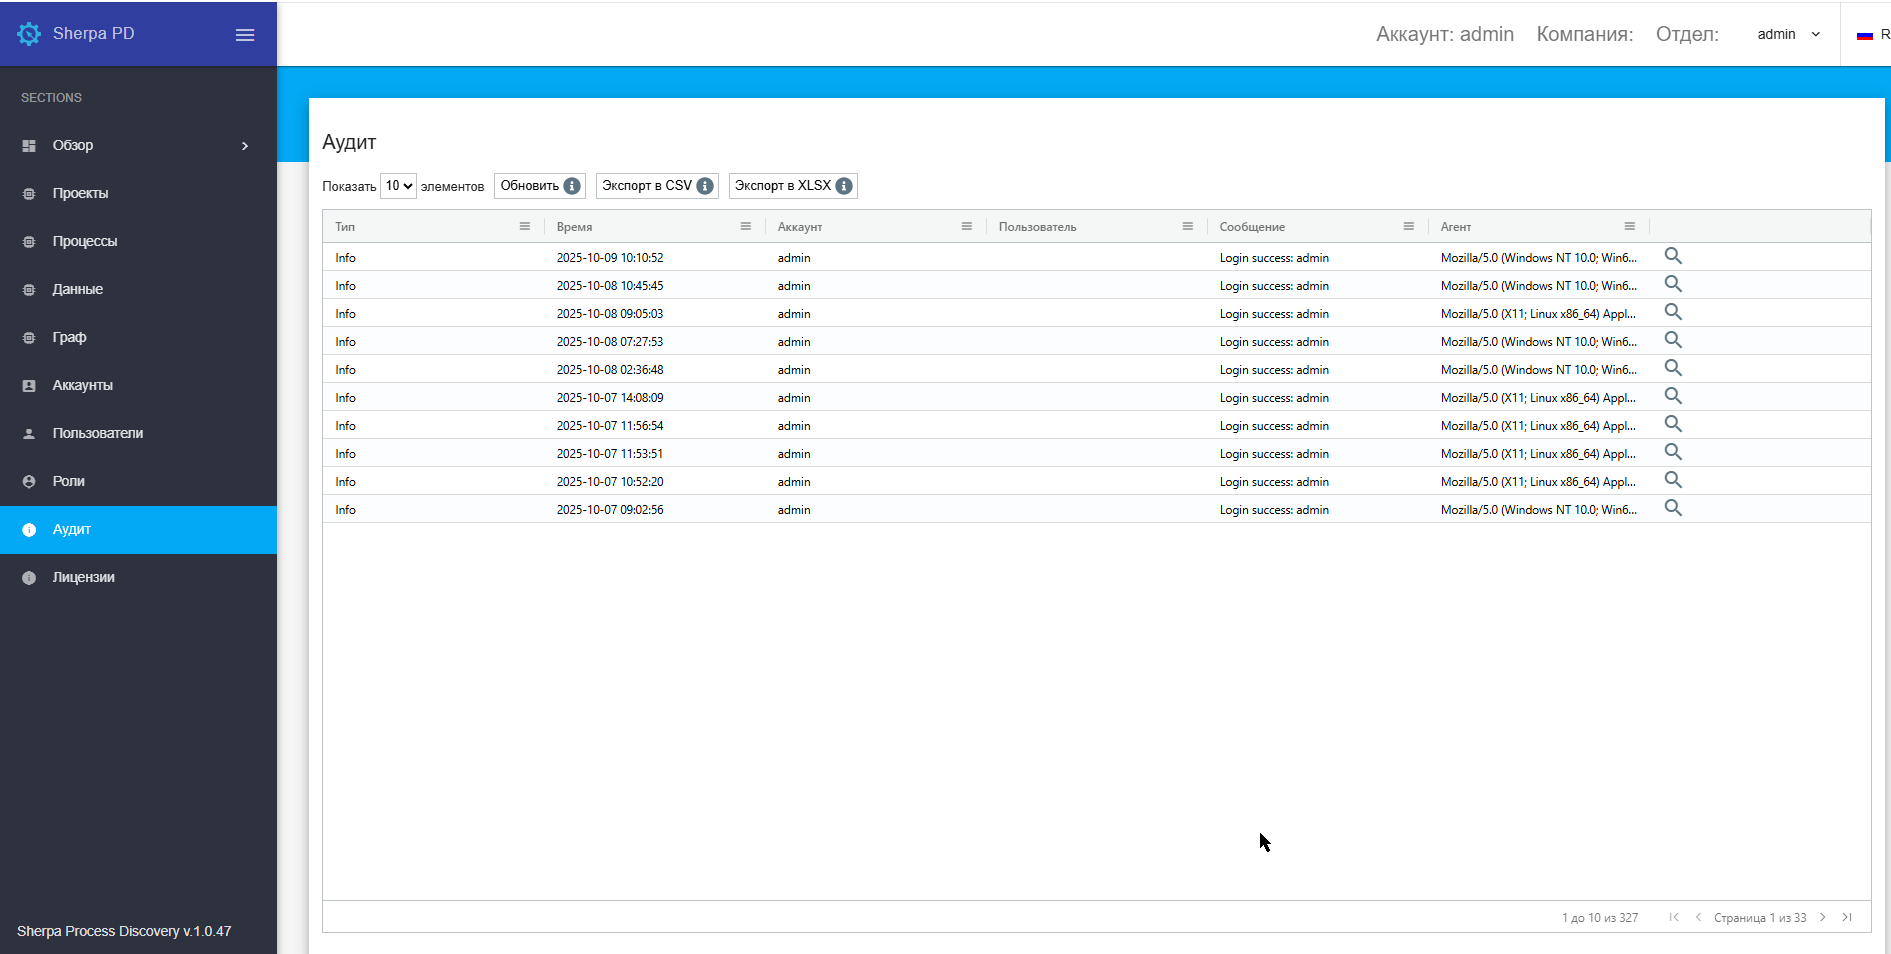 Sherpa PD
Аккаунт: admin Компания: Отдел: admin R
SECTIONS
Обзор
Проекты
Процессы
Данные
Граф
Аккаунты
Пользователи
Роли
Аудит
Лицензии
Sherpa Process Discovery v.1.0.47
Аудит
Показать 10 элементов Обновить Экспорт в CSV Экспорт в XLSX
Тип Время Аккаунт Пользователь Сообщение Агент
Info 2025-10-09 10:10:52 admin Login success: admin Mozilla/5.0 (Windows NT 10.0; Win6...
Info 2025-10-08 10:45:45 admin Login success: admin Mozilla/5.0 (Windows NT 10.0; Win6...
Info 2025-10-08 09:05:03 admin Login success: admin Mozilla/5.0 (X11; Linux x86_64) Appl...
Info 2025-10-08 07:27:53 admin Login success: admin Mozilla/5.0 (Windows NT 10.0; Win6...
Info 2025-10-08 02:36:48 admin Login success: admin Mozilla/5.0 (Windows NT 10.0; Win6...
Info 2025-10-07 14:08:09 admin Login success: admin Mozilla/5.0 (X11; Linux x86_64) Appl...
Info 2025-10-07 11:56:54 admin Login success: admin Mozilla/5.0 (X11; Linux x86_64) Appl...
Info 2025-10-07 11:53:51 admin Login success: admin Mozilla/5.0 (X11; Linux x86_64) Appl...
Info 2025-10-07 10:52:20 admin Login success: admin Mozilla/5.0 (X11; Linux x86_64) Appl...
Info 2025-10-07 09:02:56 admin Login success: admin Mozilla/5.0 (Windows NT 10.0; Win6...
1 до 10 из 327 Страница 1 из 33